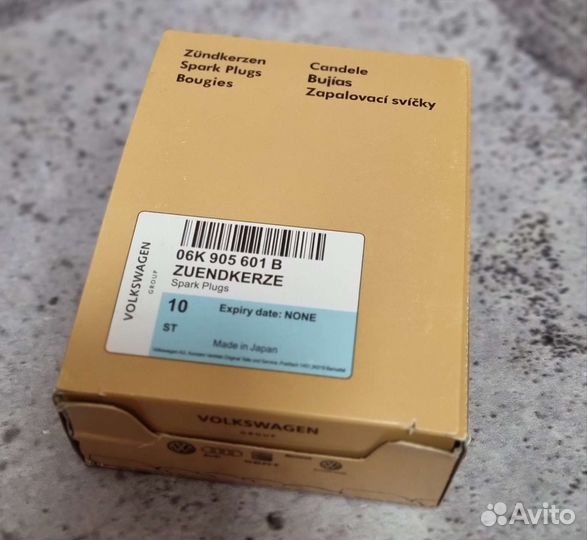 Zündkerzen
Spark Plugs
Bougies
Candele
Bujías
Zapalovací svíčky
VOLKSWAGEN
GROUP
06K 905 601 B
ZUENDKERZE
Spark Plugs
10
Expiry date: NONE
ST
Made in Japan
VOLKSWAGEN
GROUP
Avito